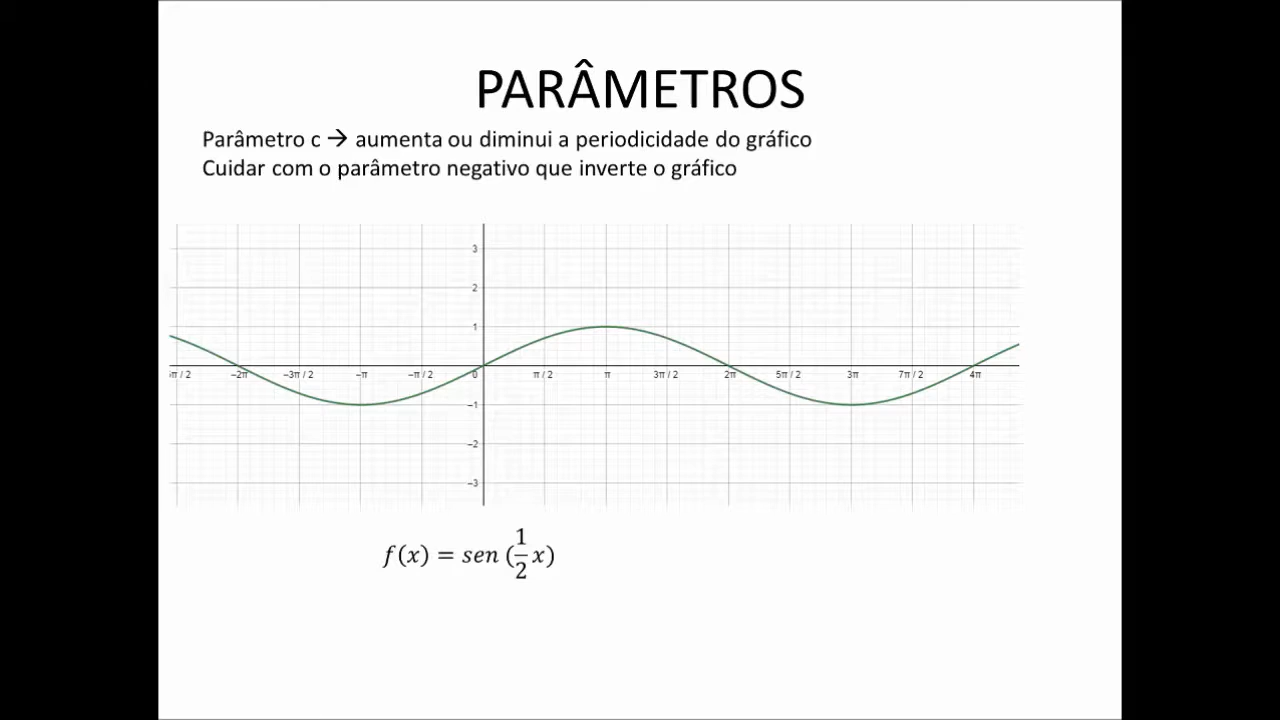 PARÂMETROS
Parâmetro c → aumenta ou diminui a periodicidade do gráfico
Cuidar com o parâmetro negativo que inverte o gráfico
3
2
1
π / 2 −2π −3π / 2 −π −π / 2 0 π / 2 π 3π / 2 2π 5π / 2 3π 7π / 2 4π
−1
−2
−3
f(x) = sen (1/2 x)